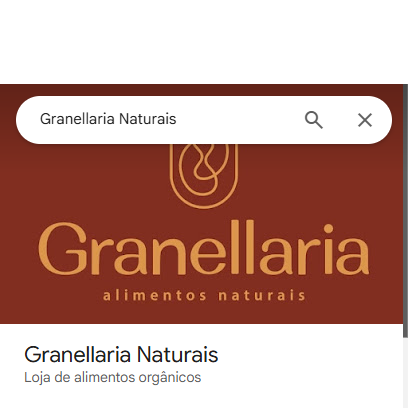 Granellaria Naturais
Granellaria
alimentos naturais
Granellaria Naturais
Loja de alimentos orgânicos